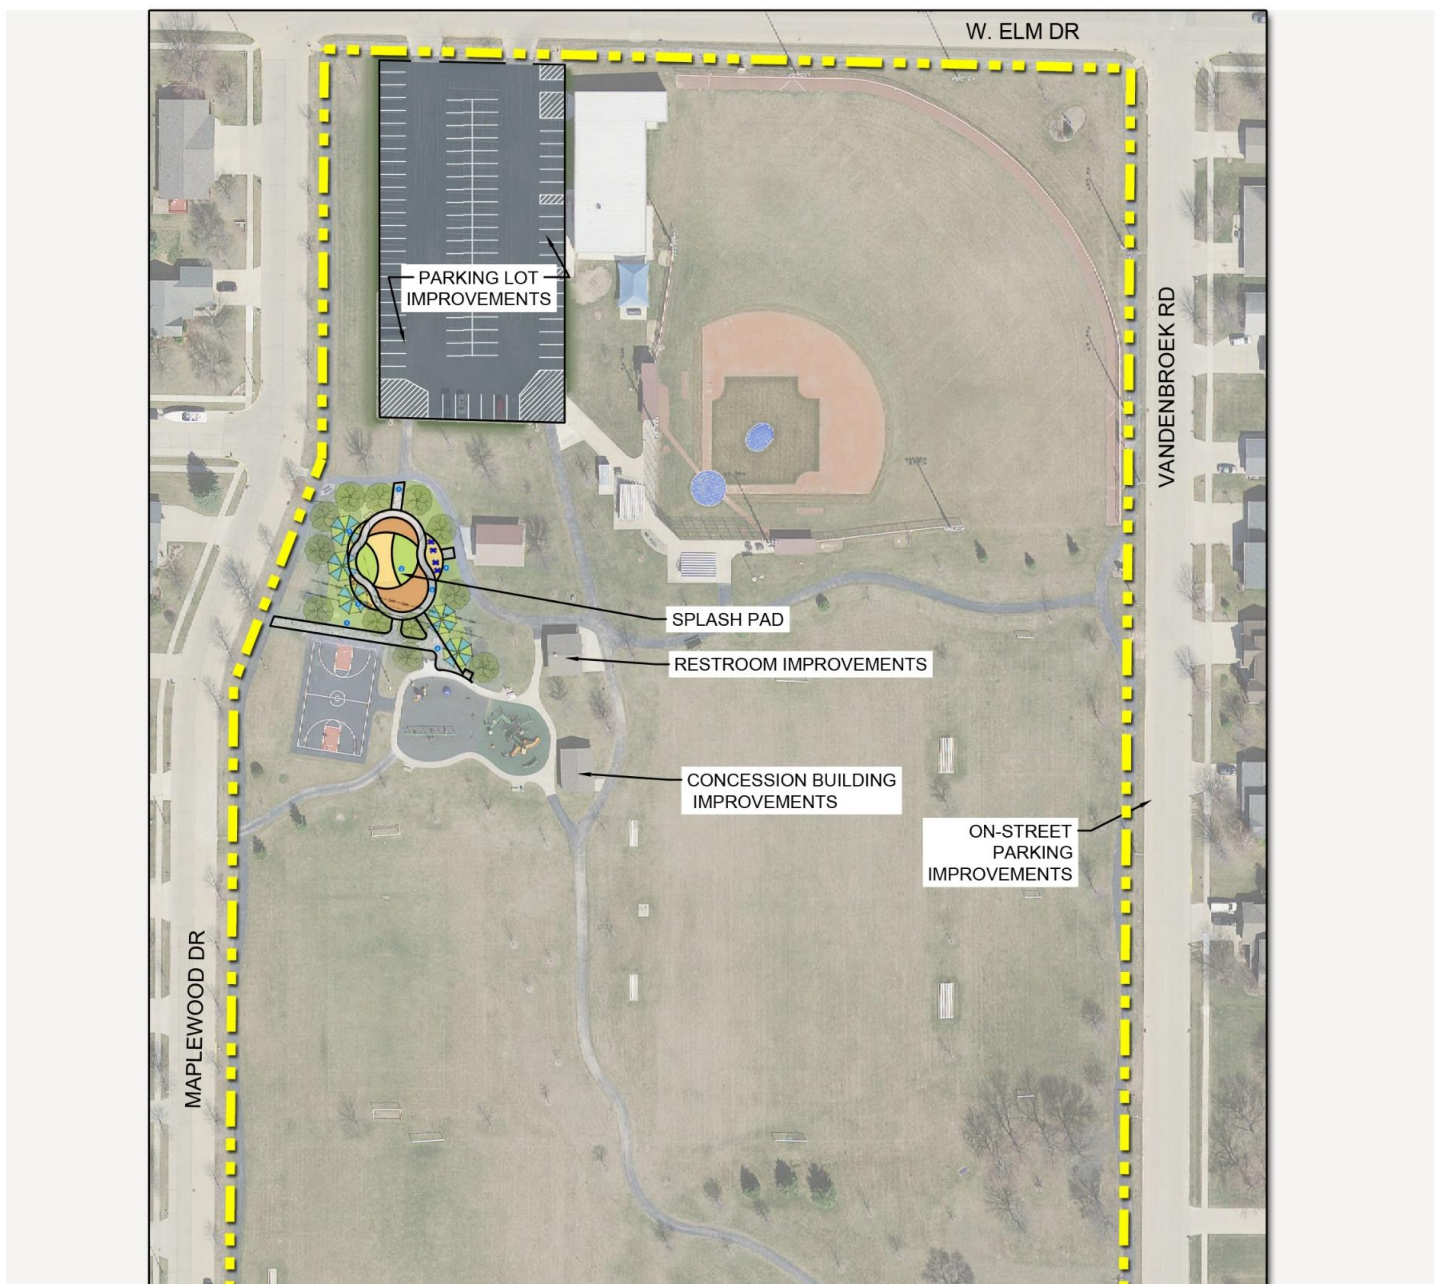 W. ELM DR
PARKING LOT
IMPROVEMENTS
VANDENBROEK RD
SPLASH PAD
RESTROOM IMPROVEMENTS
CONCESSION BUILDING
IMPROVEMENTS
ON-STREET
PARKING
IMPROVEMENTS
MAPLEWOOD DR